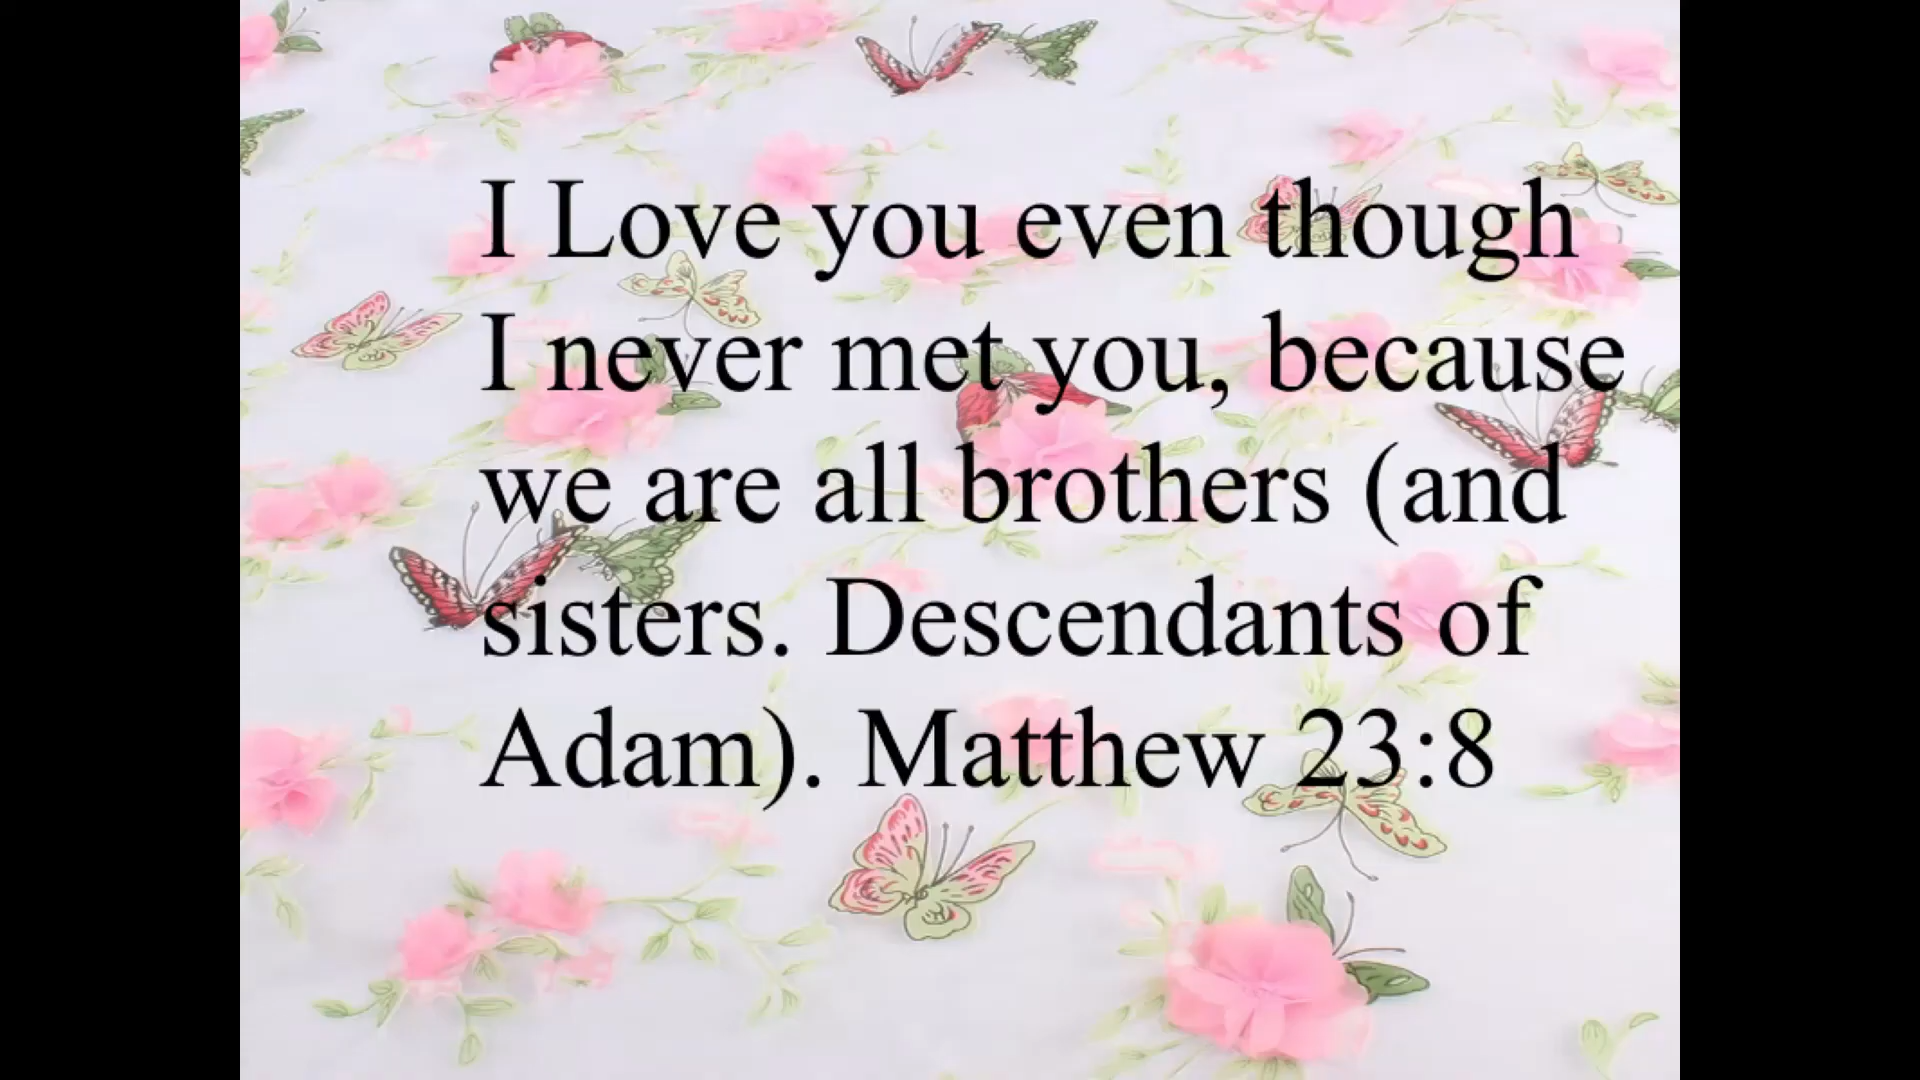 I Love you even though
I never met you, because
we are all brothers (and
sisters. Descendants of
Adam). Matthew 23:8